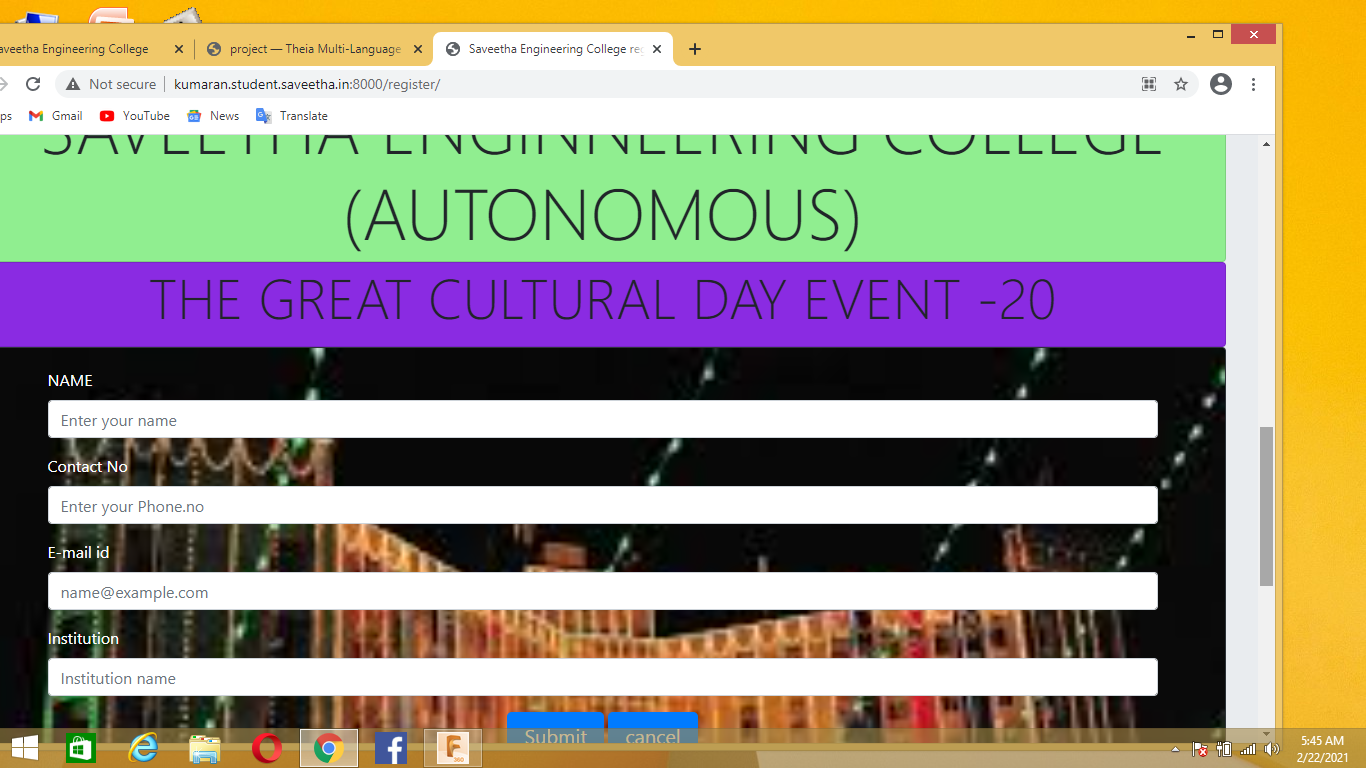 aveetha Engineering College
project — Theia Multi-Language
Saveetha Engineering College reg
Not secure
kumaran.student.saveetha.in:8000/register/
ps
Gmail
YouTube
News
Translate
SAVEETHA ENGINNEERING COLLEGE
(AUTONOMOUS)
THE GREAT CULTURAL DAY EVENT -20
NAME
Enter your name
Contact No
Enter your Phone.no
E-mail id
name@example.com
Institution
Institution name
Submit
cancel
5:45 AM
2/22/2021